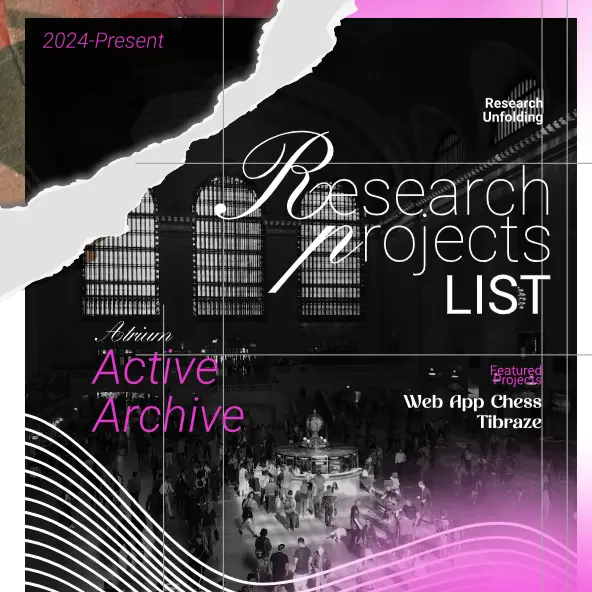 2024-Present
Research
Unfolding
Research
projects
LIST
Atrium
Active
Archive
Featured
Projects
Web App Chess
Tibraze